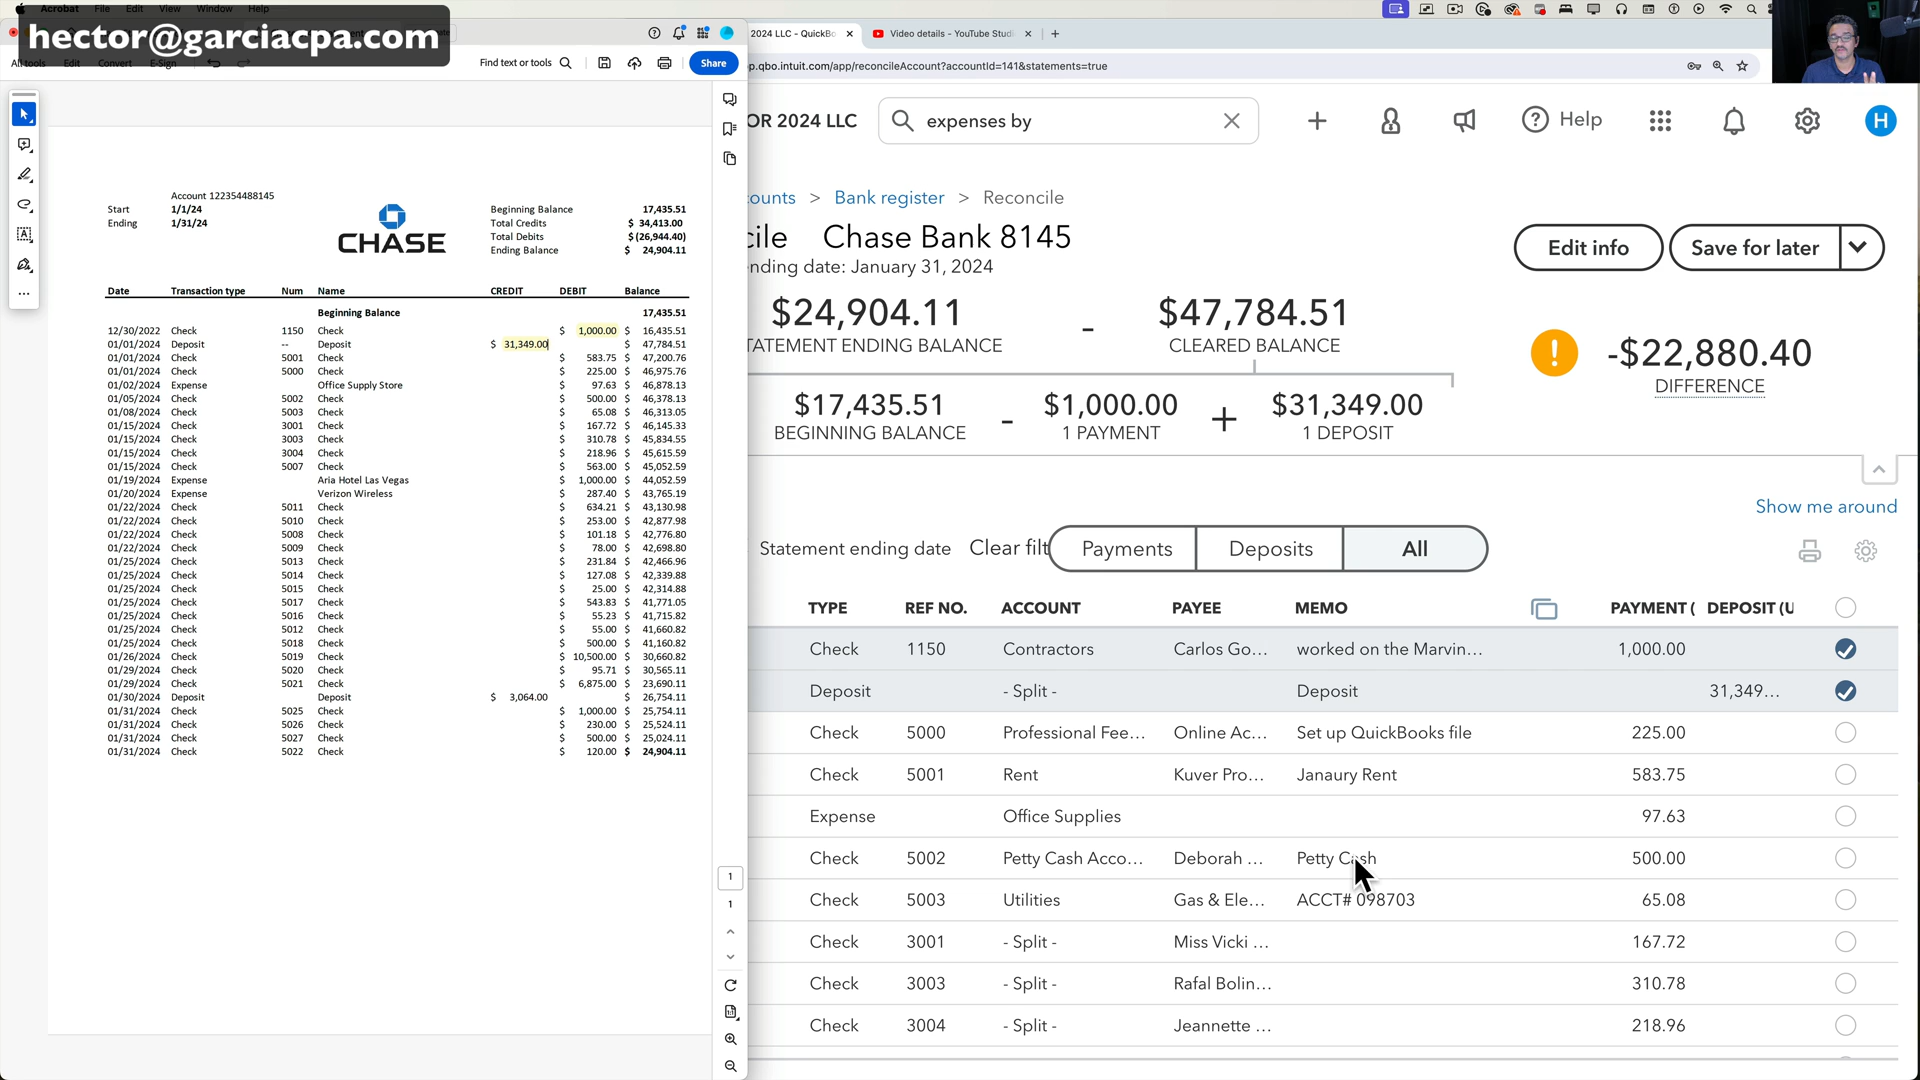 Acrobat File Edit View Window Help
hector@garciacpa.com
All tools Edit Convert E-Sign
Find text or tools
Share
Account 122354488145
Start 1/1/24
Ending 1/31/24
CHASE
Beginning Balance 17,435.51
Total Credits $ 34,413.00
Total Debits $ (26,944.40)
Ending Balance $ 24,904.11
Date Transaction type Num Name CREDIT DEBIT Balance
Beginning Balance 17,435.51
12/30/2022 Check 1150 Check $ 1,000.00 $ 16,435.51
01/01/2024 Deposit -- Deposit $ 31,349.00 $ 47,784.51
01/01/2024 Check 5001 Check $ 583.75 $ 47,200.76
01/01/2024 Check 5000 Check $ 225.00 $ 46,975.76
01/02/2024 Expense Office Supply Store $ 97.63 $ 46,878.13
01/05/2024 Check 5002 Check $ 500.00 $ 46,378.13
01/08/2024 Check 5003 Check $ 65.08 $ 46,313.05
01/15/2024 Check 3001 Check $ 167.72 $ 46,145.33
01/15/2024 Check 3003 Check $ 310.78 $ 45,834.55
01/15/2024 Check 3004 Check $ 218.96 $ 45,615.59
01/15/2024 Check 5007 Check $ 563.00 $ 45,052.59
01/19/2024 Expense Aria Hotel Las Vegas $ 1,000.00 $ 44,052.59
01/20/2024 Expense Verizon Wireless $ 287.40 $ 43,765.19
01/22/2024 Check 5011 Check $ 634.21 $ 43,130.98
01/22/2024 Check 5010 Check $ 253.00 $ 42,877.98
01/22/2024 Check 5008 Check $ 101.18 $ 42,776.80
01/22/2024 Check 5009 Check $ 78.00 $ 42,698.80
01/25/2024 Check 5013 Check $ 231.84 $ 42,466.96
01/25/2024 Check 5014 Check $ 127.08 $ 42,339.88
01/25/2024 Check 5015 Check $ 25.00 $ 42,314.88
01/25/2024 Check 5017 Check $ 543.83 $ 41,771.05
01/25/2024 Check 5016 Check $ 55.23 $ 41,715.82
01/25/2024 Check 5012 Check $ 55.00 $ 41,660.82
01/25/2024 Check 5018 Check $ 500.00 $ 41,160.82
01/26/2024 Check 5019 Check $ 10,500.00 $ 30,660.82
01/29/2024 Check 5020 Check $ 95.71 $ 30,565.11
01/29/2024 Check 5021 Check $ 6,875.00 $ 23,690.11
01/30/2024 Deposit Deposit $ 3,064.00 $ 26,754.11
01/31/2024 Check 5025 Check $ 1,000.00 $ 25,754.11
01/31/2024 Check 5026 Check $ 230.00 $ 25,524.11
01/31/2024 Check 5027 Check $ 500.00 $ 25,024.11
01/31/2024 Check 5022 Check $ 120.00 $ 24,904.11
1
1
2024 LLC - QuickBo Video details - YouTube Studi
p.qbo.intuit.com/app/reconcileAccount?accountId=141&statements=true
OR 2024 LLC expenses by Help H
ounts > Bank register > Reconcile
cile Chase Bank 8145
nding date: January 31, 2024
Edit info Save for later
$24,904.11 - $47,784.51
TATEMENT ENDING BALANCE CLEARED BALANCE
! -$22,880.40
DIFFERENCE
$17,435.51 - $1,000.00 + $31,349.00
BEGINNING BALANCE 1 PAYMENT 1 DEPOSIT
Show me around
Statement ending date Clear filt Payments Deposits All
TYPE REF NO. ACCOUNT PAYEE MEMO PAYMENT ( DEPOSIT (U
Check 1150 Contractors Carlos Go... worked on the Marvin... 1,000.00
Deposit - Split - Deposit 31,349...
Check 5000 Professional Fee... Online Ac... Set up QuickBooks file 225.00
Check 5001 Rent Kuver Pro... Janaury Rent 583.75
Expense Office Supplies 97.63
Check 5002 Petty Cash Acco... Deborah ... Petty Cash 500.00
Check 5003 Utilities Gas & Ele... ACCT# 098703 65.08
Check 3001 - Split - Miss Vicki ... 167.72
Check 3003 - Split - Rafal Bolin... 310.78
Check 3004 - Split - Jeannette ... 218.96